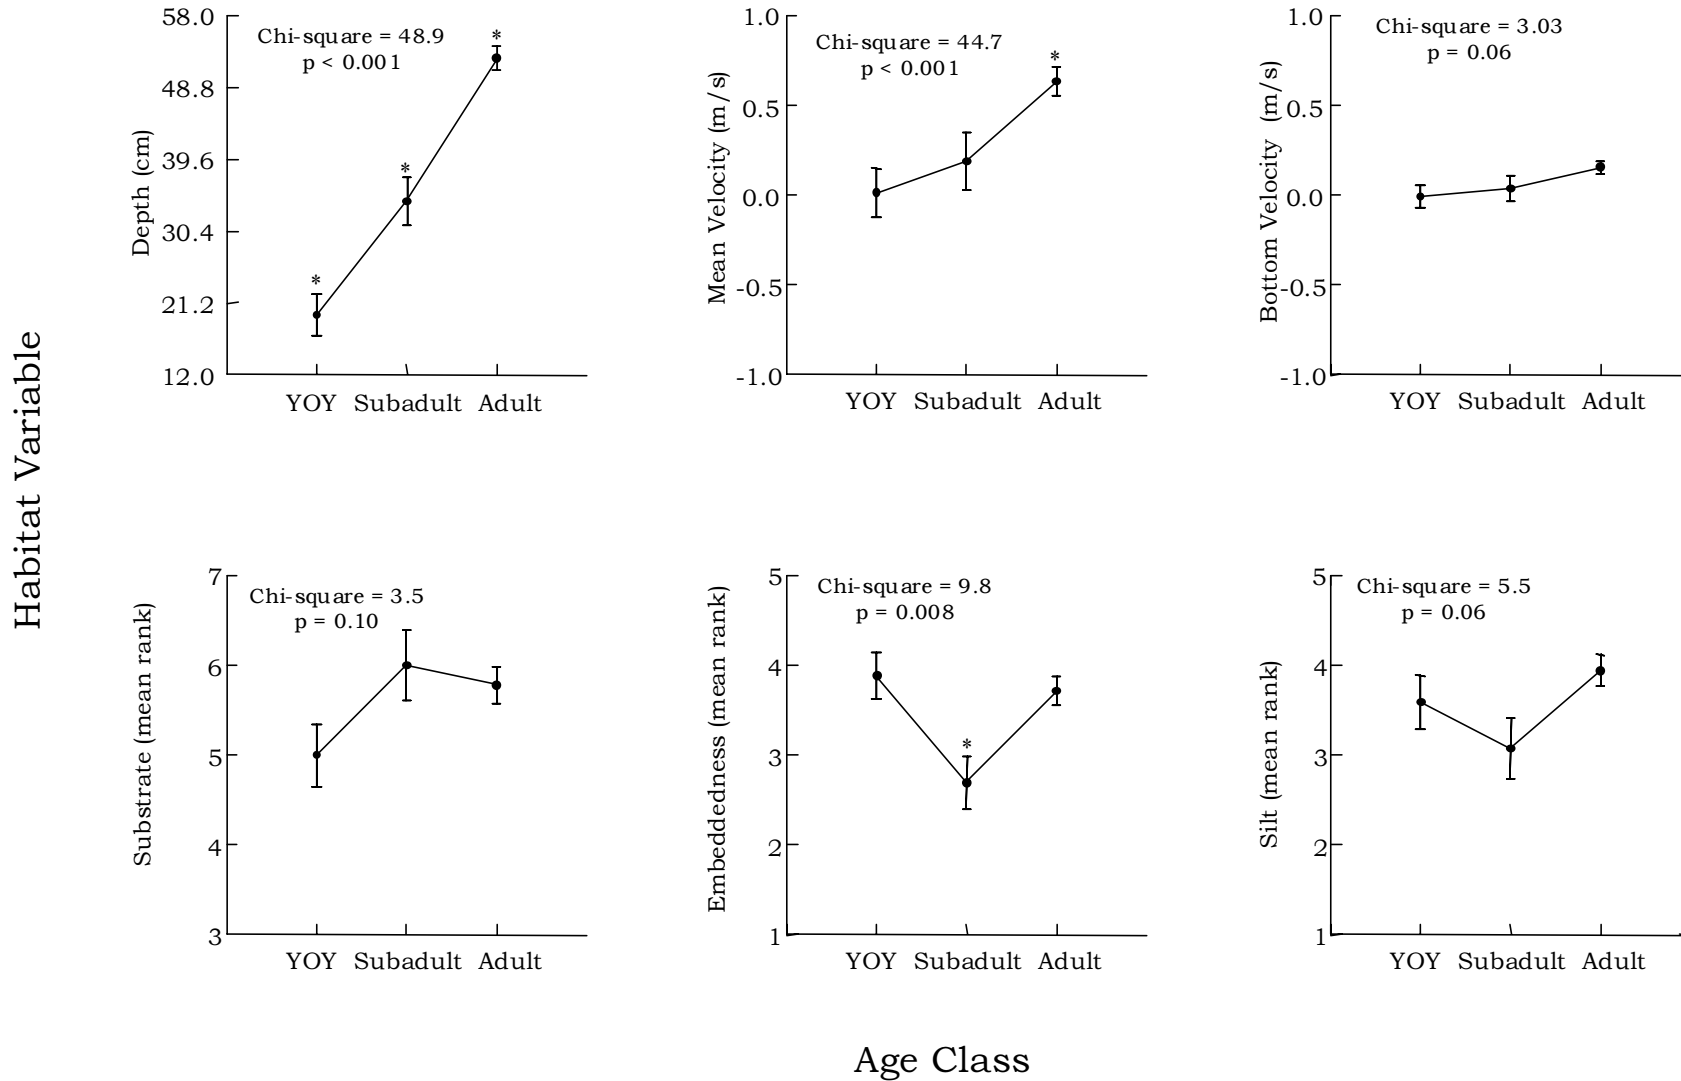 Habitat Variable
Depth (cm)
58.0
48.8
39.6
30.4
21.2
12.0
Chi-square = 48.9
p < 0.001
*
*
*
YOY Subadult Adult
Mean Velocity (m/s)
1.0
0.5
0.0
-0.5
-1.0
Chi-square = 44.7
p < 0.001
*
YOY Subadult Adult
Bottom Velocity (m/s)
1.0
0.5
0.0
-0.5
-1.0
Chi-square = 3.03
p = 0.06
YOY Subadult Adult
Substrate (mean rank)
7
6
5
4
3
Chi-square = 3.5
p = 0.10
YOY Subadult Adult
Embeddedness (mean rank)
5
4
3
2
1
Chi-square = 9.8
p = 0.008
*
YOY Subadult Adult
Silt (mean rank)
5
4
3
2
1
Chi-square = 5.5
p = 0.06
YOY Subadult Adult
Age Class